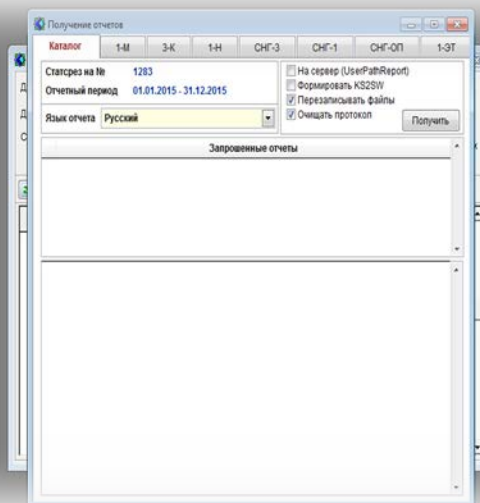 Получение отчетов
Каталог 1-М 3-К 1-Н СНГ-3 СНГ-1 СНГ-ОП 1-ЭТ
Статсрез на № 1283
Отчетный период 01.01.2015 - 31.12.2015
Язык отчета Русский
На сервер (UserPathReport)
Формировать KS2SW
Перезаписывать файлы
Очищать протокол
Получить
Запрошенные отчеты